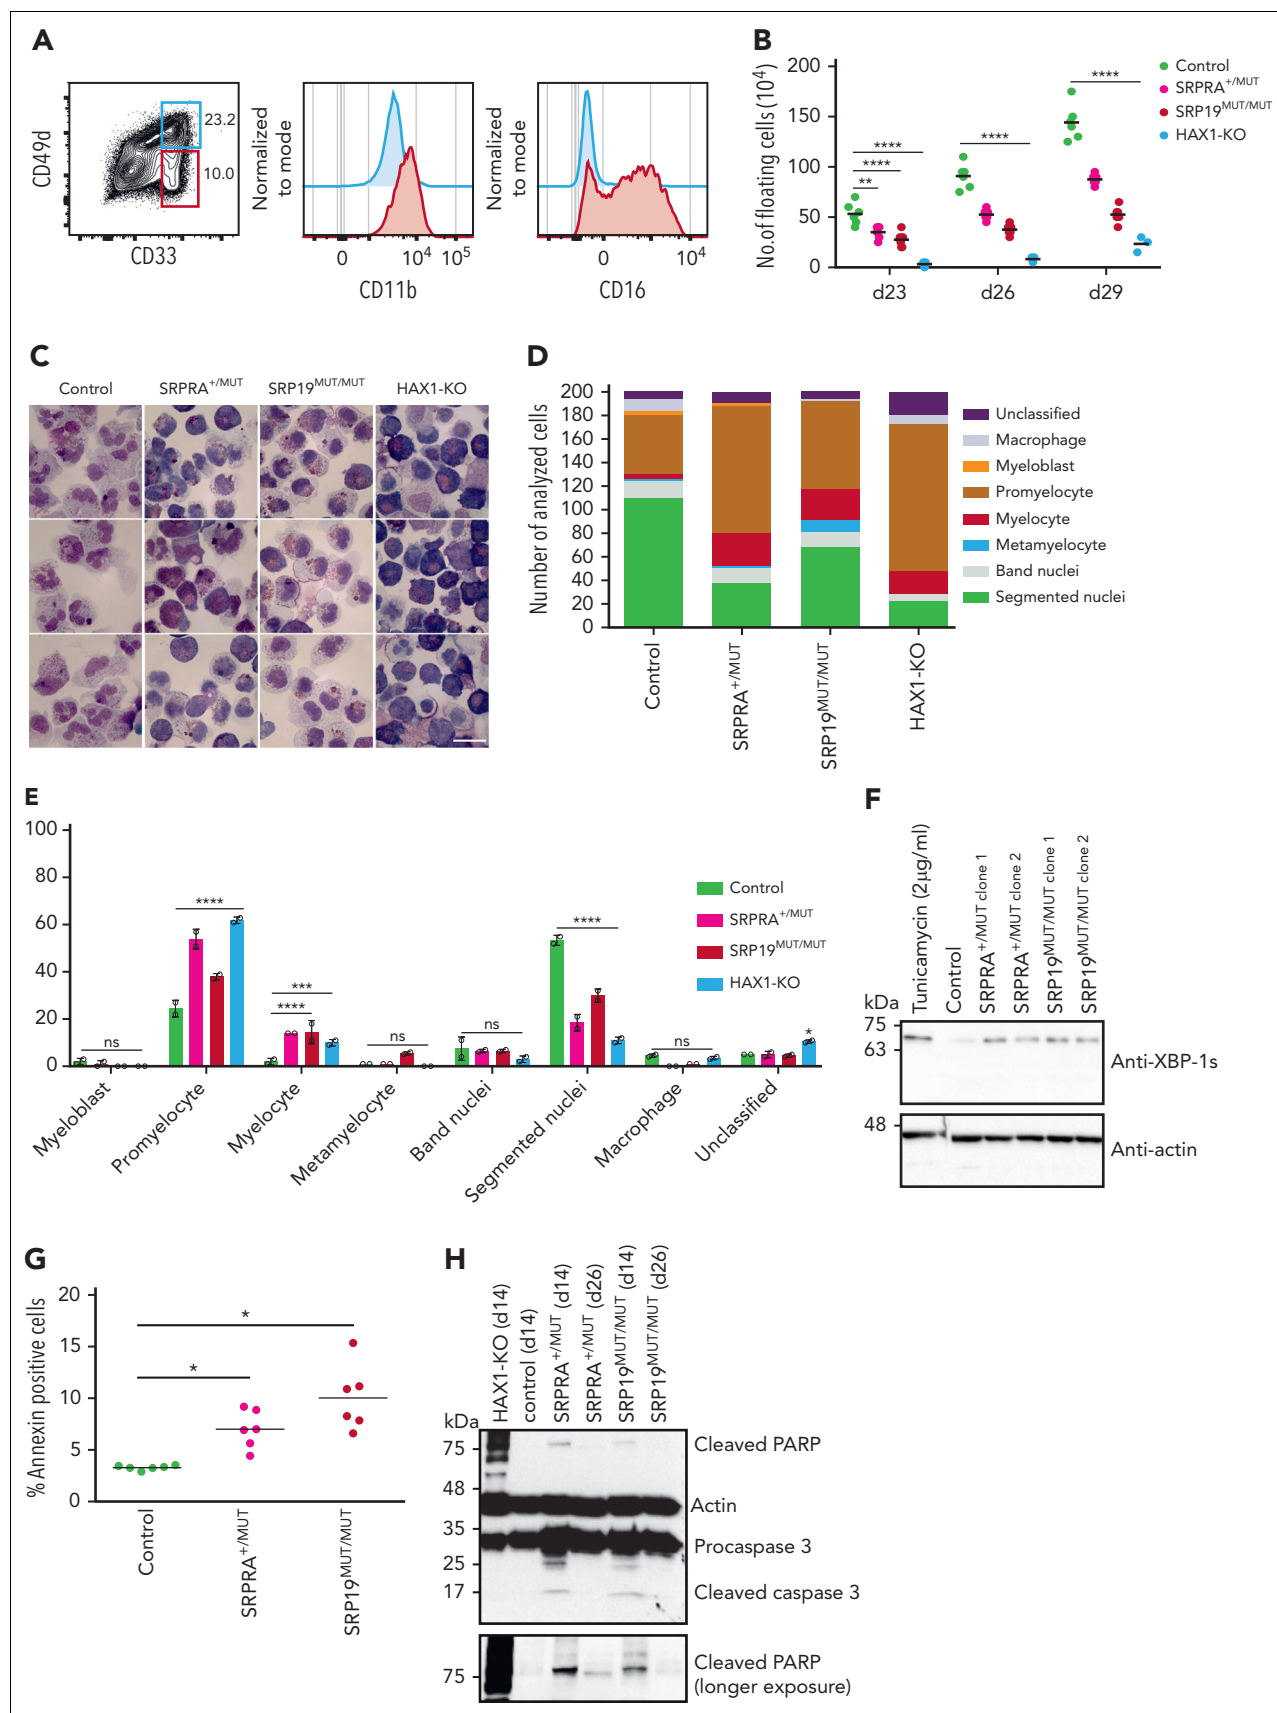 A
CD49d
23.2
10.0
CD33
Normalized
to mode
0
10⁴
10⁵
CD11b
Normalized
to mode
0
10⁴
CD16
B
No.of floating cells (10⁴)
200
150
100
50
0
****
****
**
****
****
d23
d26
d29
Control
SRPRA+/MUT
SRP19MUT/MUT
HAX1-KO
C
Control
SRPRA+/MUT
SRP19MUT/MUT
HAX1-KO
D
Number of analyzed cells
200
180
160
140
120
100
80
60
40
20
0
Control
SRPRA+/MUT
SRP19MUT/MUT
HAX1-KO
Unclassified
Macrophage
Myeloblast
Promyelocyte
Myelocyte
Metamyelocyte
Band nuclei
Segmented nuclei
E
100
80
60
40
20
0
ns
****
***
****
ns
ns
****
ns
*
Myeloblast
Promyelocyte
Myelocyte
Metamyelocyte
Band nuclei
Segmented nuclei
Macrophage
Unclassified
Control
SRPRA+/MUT
SRP19MUT/MUT
HAX1-KO
F
Tunicamycin (2µg/ml)
Control
SRPRA+/MUT clone 1
SRPRA+/MUT clone 2
SRP19MUT/MUT clone 1
SRP19MUT/MUT clone 2
kDa
75
63
Anti-XBP-1s
48
Anti-actin
G
% Annexin positive cells
20
15
10
5
0
*
*
Control
SRPRA+/MUT
SRP19MUT/MUT
H
HAX1-KO (d14)
control (d14)
SRPRA+/MUT (d14)
SRPRA+/MUT (d26)
SRP19MUT/MUT (d14)
SRP19MUT/MUT (d26)
kDa
75
48
35
25
17
Cleaved PARP
Actin
Procaspase 3
Cleaved caspase 3
75
Cleaved PARP
(longer exposure)